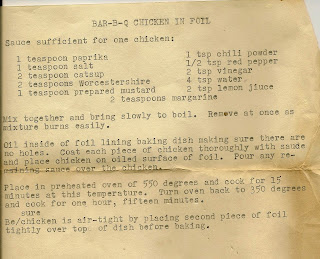 BAR-B-Q CHICKEN IN FOIL
Sauce sufficient for one chicken:
1 teaspoon paprika 1 tsp chili powder
1 teaspoon salt 1/2 tsp red pepper
2 teaspoon catsup 2 tsp vinegar
2 teaspooms Worcestershire 4 tsp water
1 teaspoon prepared mustard 2 tsp lemon jiuce
2 teaspoons margarine
Mix together and bring slowly to boil. Remove at once as
mixture burns easily.
Oil inside of foil lining baking dish making sure there are
no holes. Coat each piece of chicken thoroughly with saude
and place chicken on oiled surface of foil. Pour any re-
maining sauce over the chicken.
Place in preheated oven of 550 degrees and cook for 15
minutes at this temperature. Turn oven back to 350 degrees
and cook for one hour, fifteen minutes.
sure
Be/chicken is air-tight by placing second piece of foil
tightly over top of dish before baking.